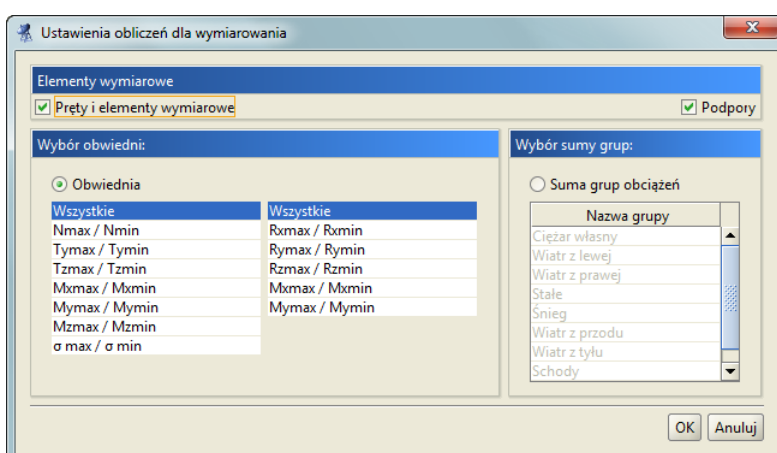 Ustawienia obliczeń dla wymiarowania
x
Elementy wymiarowe
Pręty i elementy wymiarowe
Podpory
Wybór obwiedni:
Obwiednia
Wszystkie
Nmax / Nmin
Tymax / Tymin
Tzmax / Tzmin
Mxmax / Mxmin
Mymax / Mymin
Mzmax / Mzmin
σ max / σ min
Wszystkie
Rxmax / Rxmin
Rymax / Rymin
Rzmax / Rzmin
Mxmax / Mxmin
Mymax / Mymin
Wybór sumy grup:
Suma grup obciążeń
Nazwa grupy
Ciężar własny
Wiatr z lewej
Wiatr z prawej
Stałe
Śnieg
Wiatr z przodu
Wiatr z tyłu
Schody
OK
Anuluj